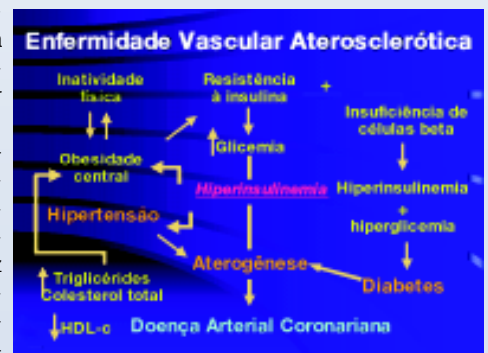 Enfermidade Vascular Aterosclerótica
Inatividade
física
Resistência
à insulina
+
Insuficiência de
células beta
Glicemia
Obesidade
central
Hiperinsulinemia
Hiperinsulinemia
+
hiperglicemia
Hipertensão
Aterogênese
Diabetes
Triglicérides
Colesterol total
HDL-c
Doença Arterial Coronariana